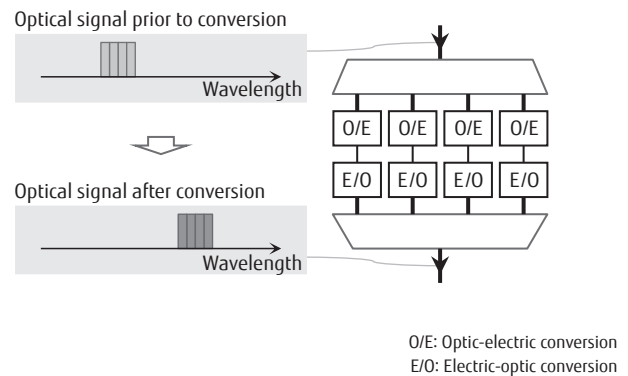 Optical signal prior to conversion
Wavelength
O/E O/E O/E O/E
E/O E/O E/O E/O
Optical signal after conversion
Wavelength
O/E: Optic-electric conversion
E/O: Electric-optic conversion